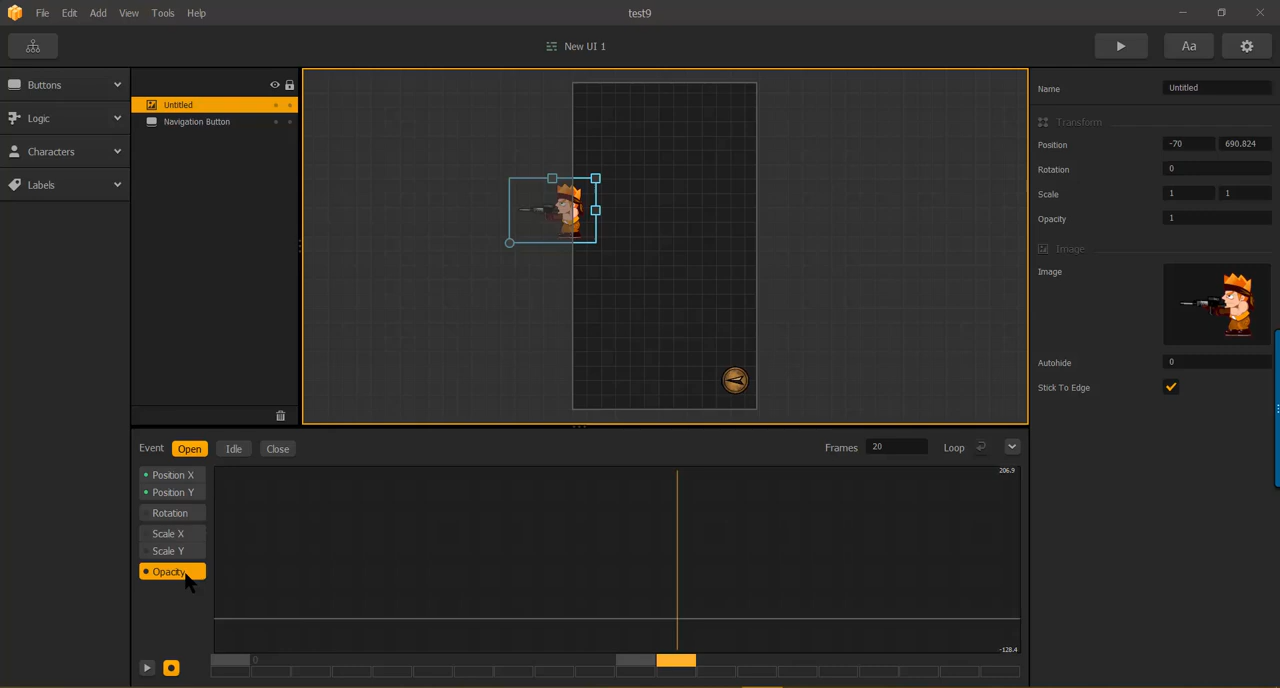 File Edit Add View Tools Help
test9
New UI 1
Aa
Buttons
Logic
Characters
Labels
Untitled
Navigation Button
Name Untitled
Transform
Position -70 690.824
Rotation 0
Scale 1 1
Opacity 1
Image
Image
Autohide 0
Stick To Edge
Event Open Idle Close
Frames 20 Loop
Position X
Position Y
Rotation
Scale X
Scale Y
Opacity
206.9
-128.4
0